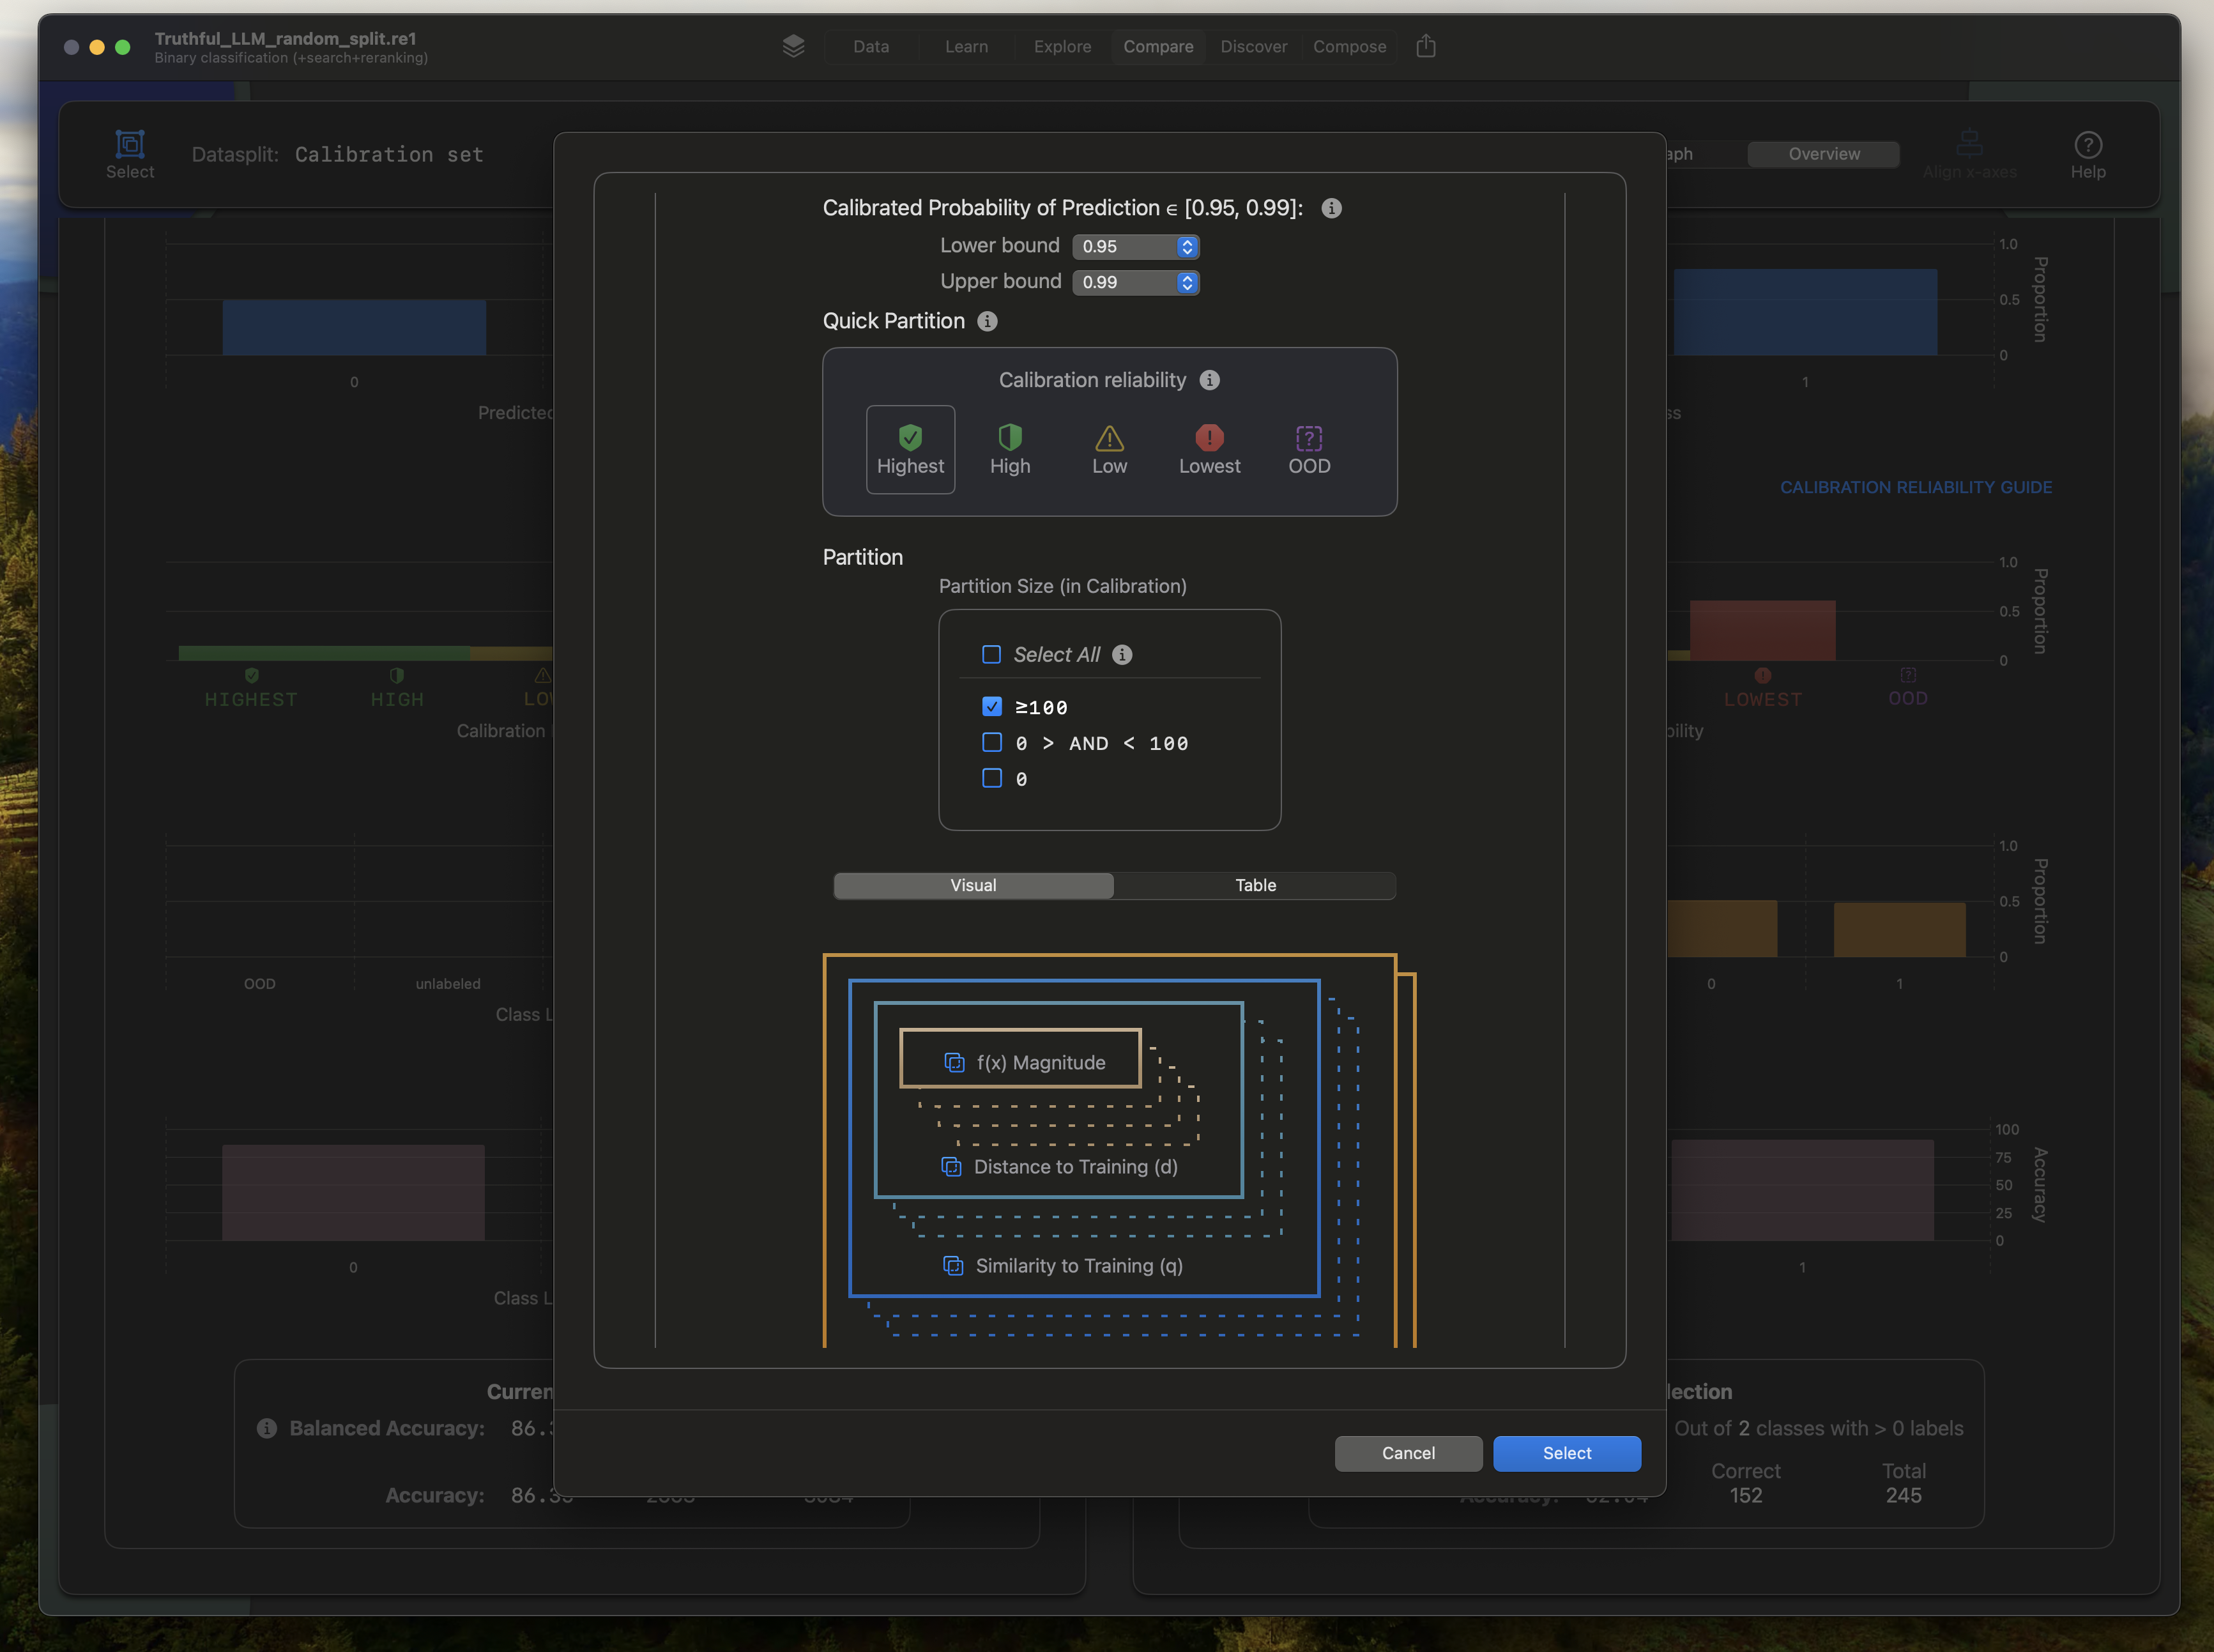 Truthful_LLM_random_split.re1
Binary classification (+search+reranking)
Data
Learn
Explore
Compare
Discover
Compose
Select
Datasplit: Calibration set
Overview
Align x-axes
Help
Calibrated Probability of Prediction ∈ [0.95, 0.99]:
Lower bound 0.95
Upper bound 0.99
Quick Partition
Calibration reliability
Highest
High
Low
Lowest
OOD
Partition
Partition Size (in Calibration)
Select All
≥100
0 > AND < 100
0
Visual
Table
f(x) Magnitude
Distance to Training (d)
Similarity to Training (q)
Cancel
Select
0
Predicted
HIGHEST
HIGH
Calibration
OOD
unlabeled
Class L
0
Class L
Balanced Accuracy: 86.3
Accuracy: 86.3
1.0
0.5
0
Proportion
1
CALIBRATION RELIABILITY GUIDE
1.0
0.5
0
Proportion
LOWEST
OOD
1.0
0.5
0
Proportion
0
1
100
75
50
25
0
Accuracy
1
lection
Out of 2 classes with > 0 labels
Correct
Total
152
245